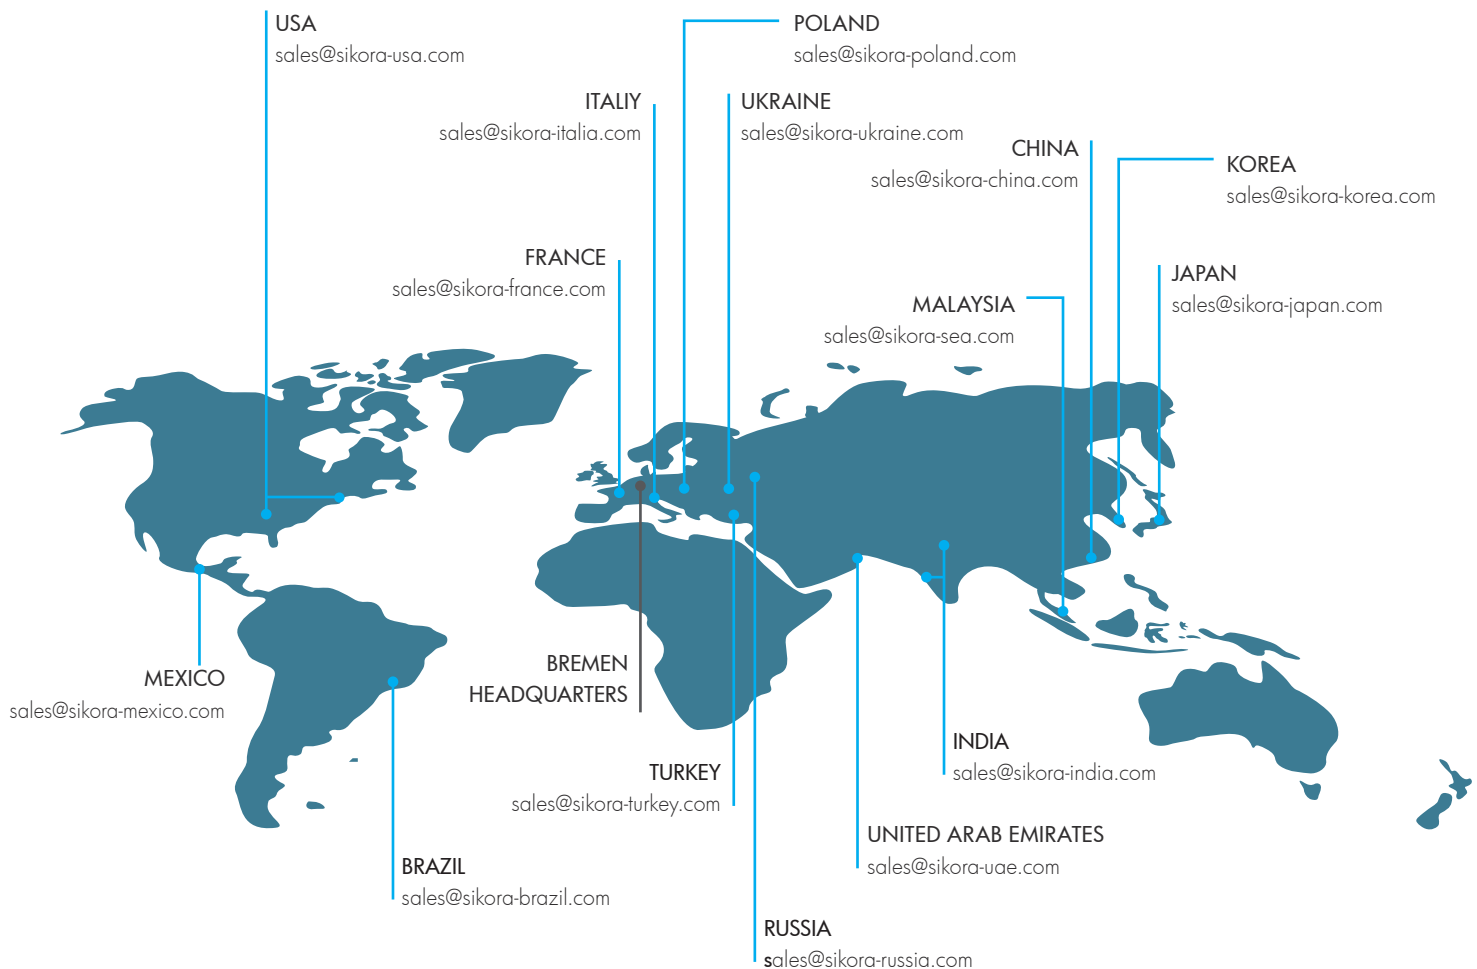 USA
sales@sikora-usa.com
POLAND
sales@sikora-poland.com
ITALIY
sales@sikora-italia.com
UKRAINE
sales@sikora-ukraine.com
CHINA
sales@sikora-china.com
KOREA
sales@sikora-korea.com
FRANCE
sales@sikora-france.com
JAPAN
sales@sikora-japan.com
MALAYSIA
sales@sikora-sea.com
MEXICO
sales@sikora-mexico.com
BREMEN
HEADQUARTERS
INDIA
sales@sikora-india.com
TURKEY
sales@sikora-turkey.com
UNITED ARAB EMIRATES
sales@sikora-uae.com
BRAZIL
sales@sikora-brazil.com
RUSSIA
sales@sikora-russia.com